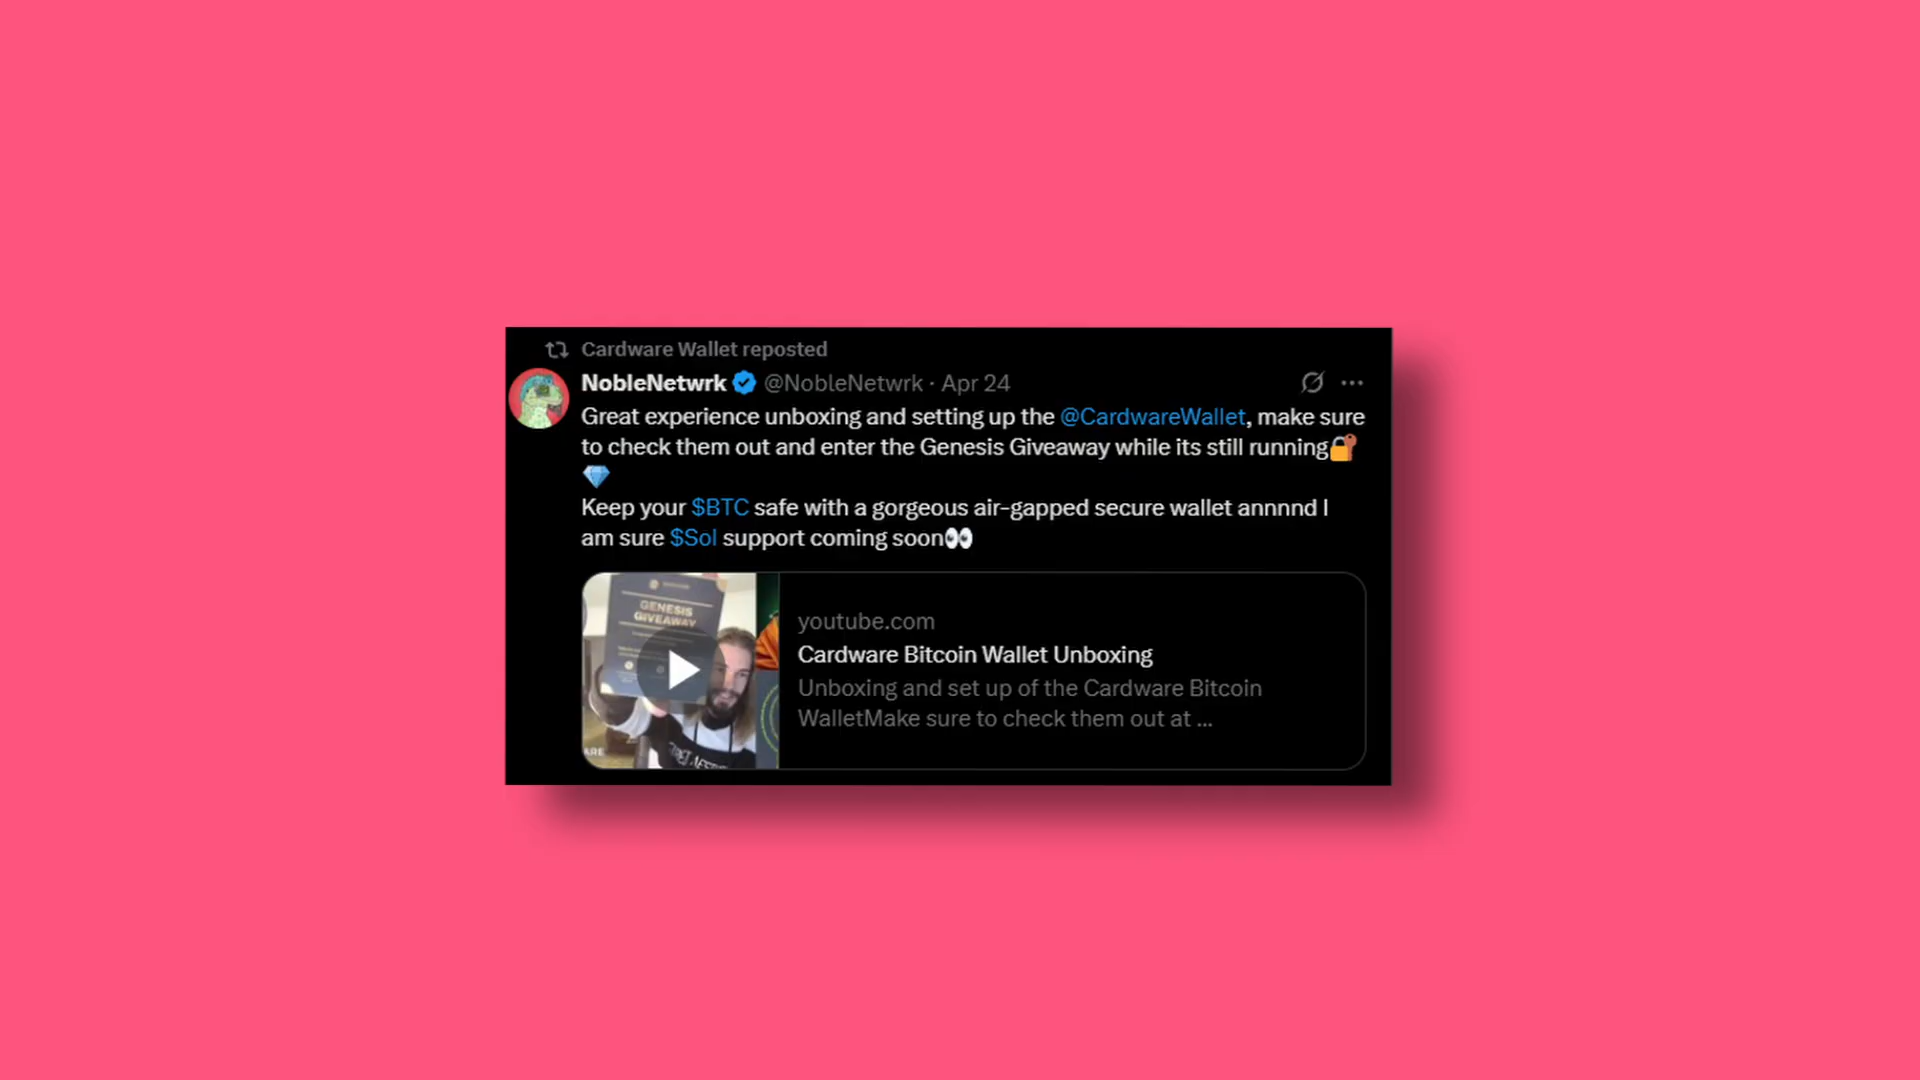 Cardware Wallet reposted
NobleNetwrk @NobleNetwrk · Apr 24
Great experience unboxing and setting up the @CardwareWallet, make sure
to check them out and enter the Genesis Giveaway while its still running🔐
💎
Keep your $BTC safe with a gorgeous air-gapped secure wallet annnnd I
am sure $Sol support coming soon👀
GENESIS
GIVEAWAY
ARE
youtube.com
Cardware Bitcoin Wallet Unboxing
Unboxing and set up of the Cardware Bitcoin
WalletMake sure to check them out at ...